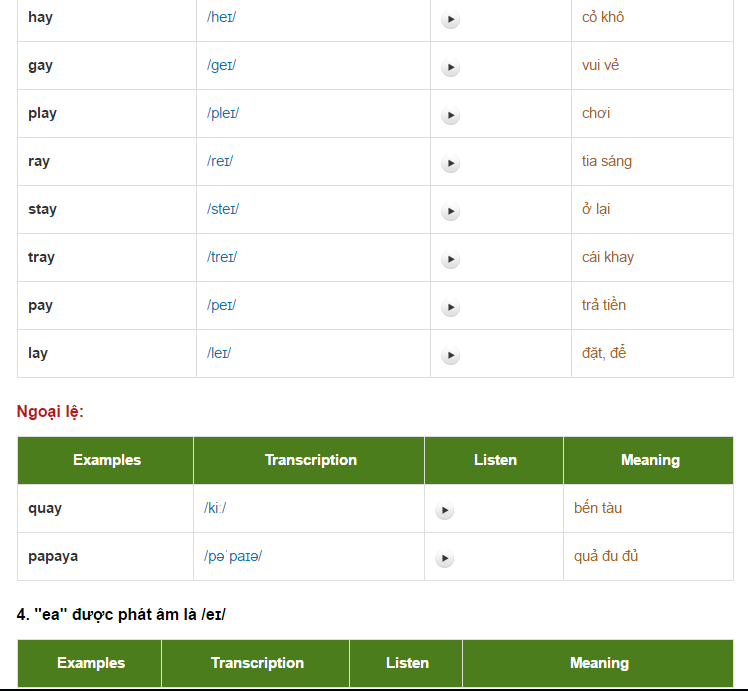 hay /heɪ/ cỏ khô
gay /geɪ/ vui vẻ
play /pleɪ/ chơi
ray /reɪ/ tia sáng
stay /steɪ/ ở lại
tray /treɪ/ cái khay
pay /peɪ/ trả tiền
lay /leɪ/ đặt, để
Ngoại lệ:
Examples Transcription Listen Meaning
quay /kiː/ bến tàu
papaya /pəˈpaɪə/ quả đu đủ
4. "ea" được phát âm là /eɪ/
Examples Transcription Listen Meaning